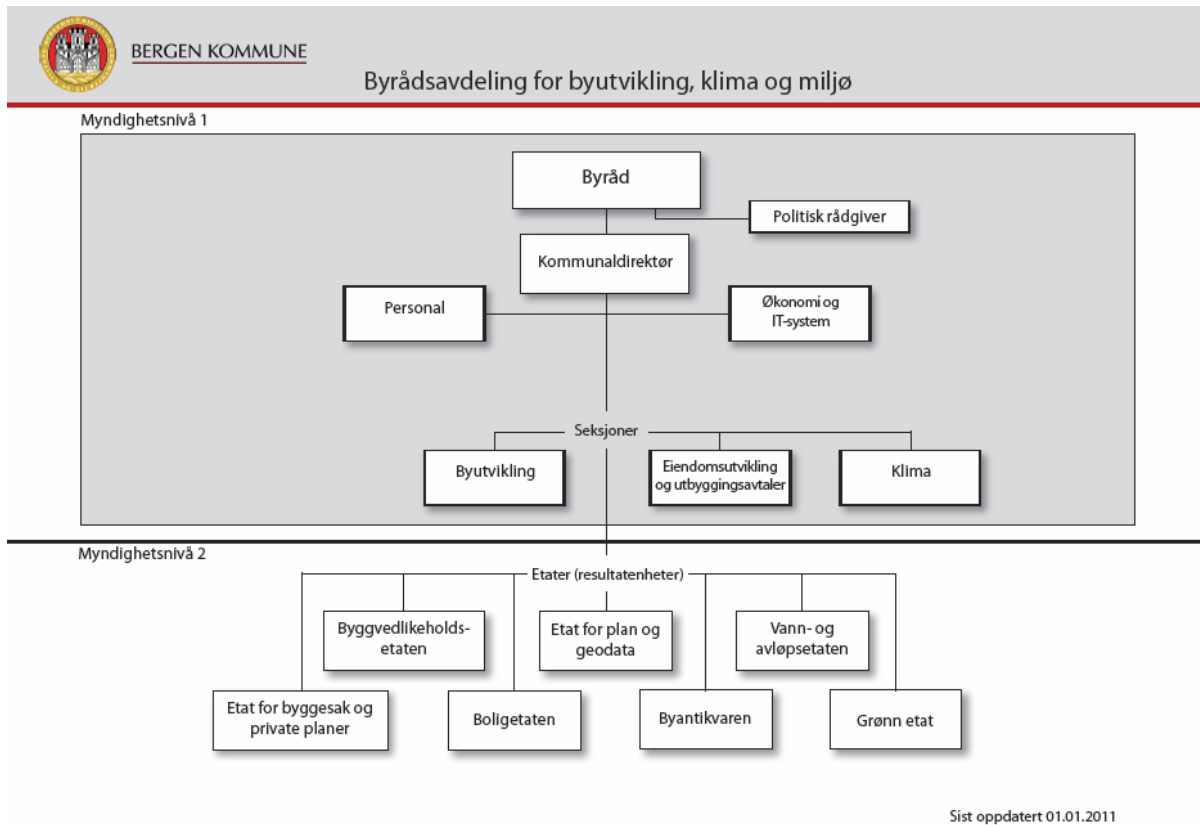 BERGEN KOMMUNE
Byrådsavdeling for byutvikling, klima og miljø
Myndighetsnivå 1
Byråd
Politisk rådgiver
Kommunaldirektør
Personal
Økonomi og
IT-system
Seksjoner
Byutvikling
Eiendomsutvikling
og utbyggingsavtaler
Klima
Myndighetsnivå 2
Etater (resultatenheter)
Byggvedlikeholds-
etaten
Etat for plan og
geodata
Vann- og
avløpsetaten
Etat for byggesak og
private planer
Boligetaten
Byantikvaren
Grønn etat
Sist oppdatert 01.01.2011